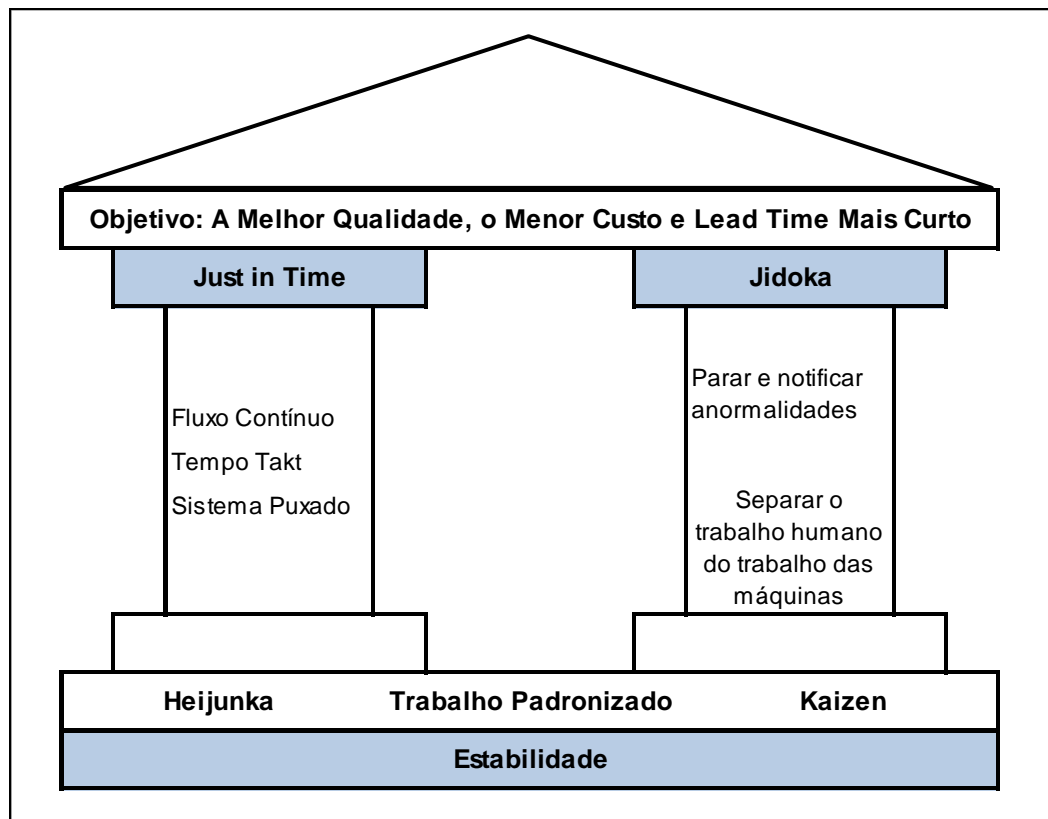 Objetivo: A Melhor Qualidade, o Menor Custo e Lead Time Mais Curto
Just in Time
Jidoka
Fluxo Contínuo
Tempo Takt
Sistema Puxado
Parar e notificar
anormalidades
Separar o
trabalho humano
do trabalho das
máquinas
Heijunka
Trabalho Padronizado
Kaizen
Estabilidade